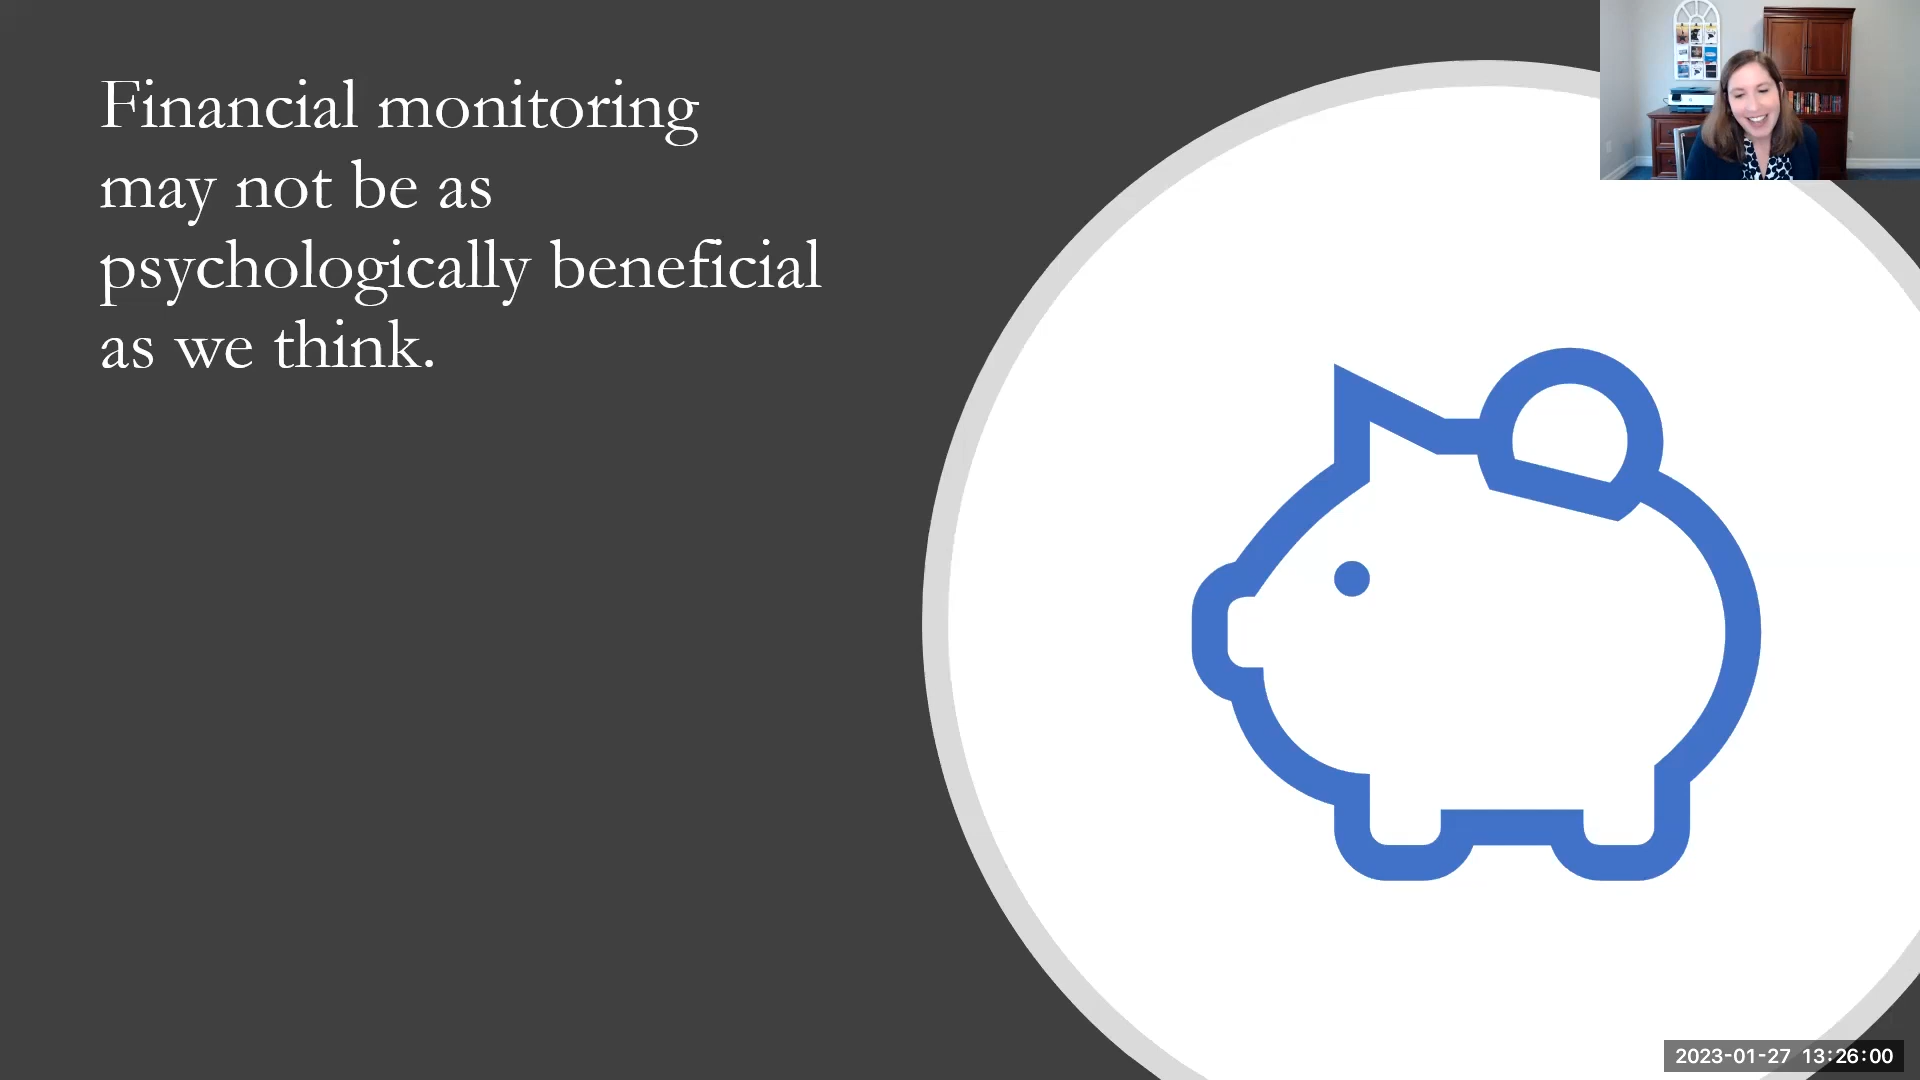 Financial monitoring
may not be as
psychologically beneficial
as we think.
2023-01-27 13:26:00